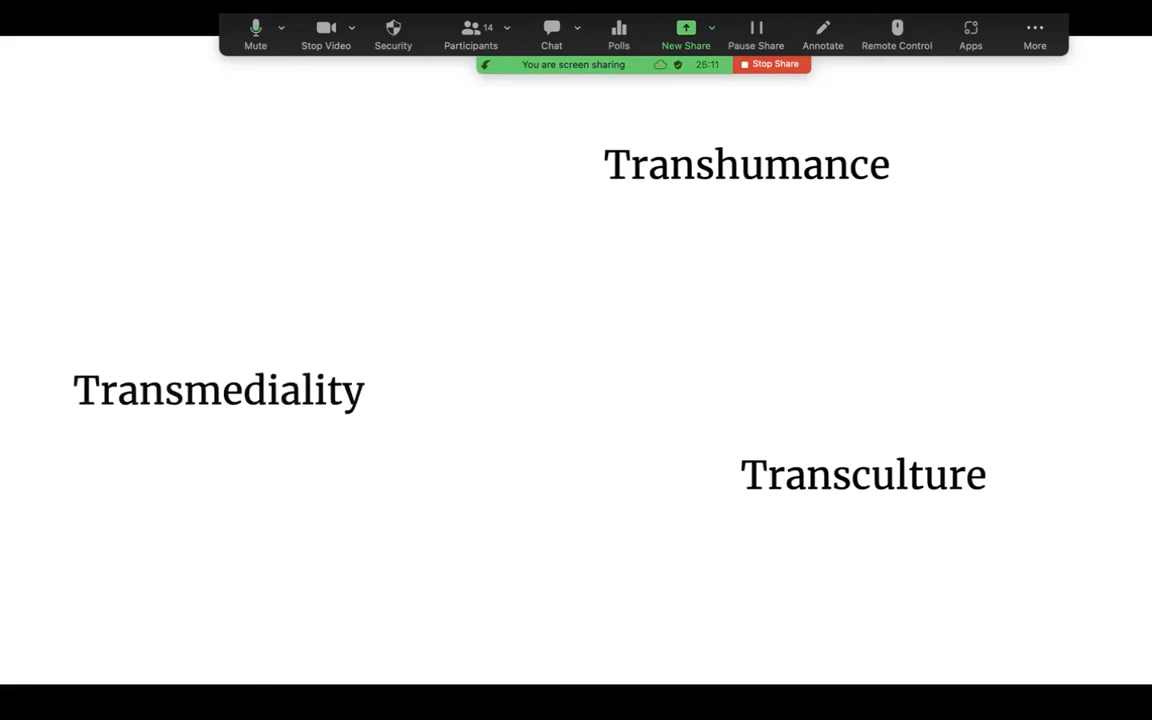 Mute
Stop Video
Security
Participants
14
Chat
Polls
New Share
Pause Share
Annotate
Remote Control
Apps
More
You are screen sharing
25:11
Stop Share
Transhumance
Transmediality
Transculture